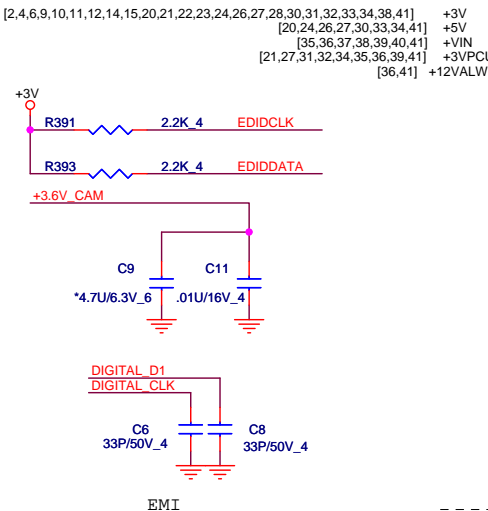 [2,4,6,9,10,11,12,14,15,20,21,22,23,24,26,27,28,30,31,32,33,34,38,41] +3V
[20,24,26,27,30,33,34,41] +5V
[35,36,37,38,39,40,41] +VIN
[21,27,31,32,34,35,36,39,41] +3VPCU
[36,41] +12VALW
+3V
R391 2.2K_4 EDIDCLK
R393 2.2K_4 EDIDDATA
+3.6V_CAM
C9 C11
*4.7U/6.3V_6 .01U/16V_4
DIGITAL_D1
DIGITAL_CLK
C6 C8
33P/50V_4 33P/50V_4
EMI